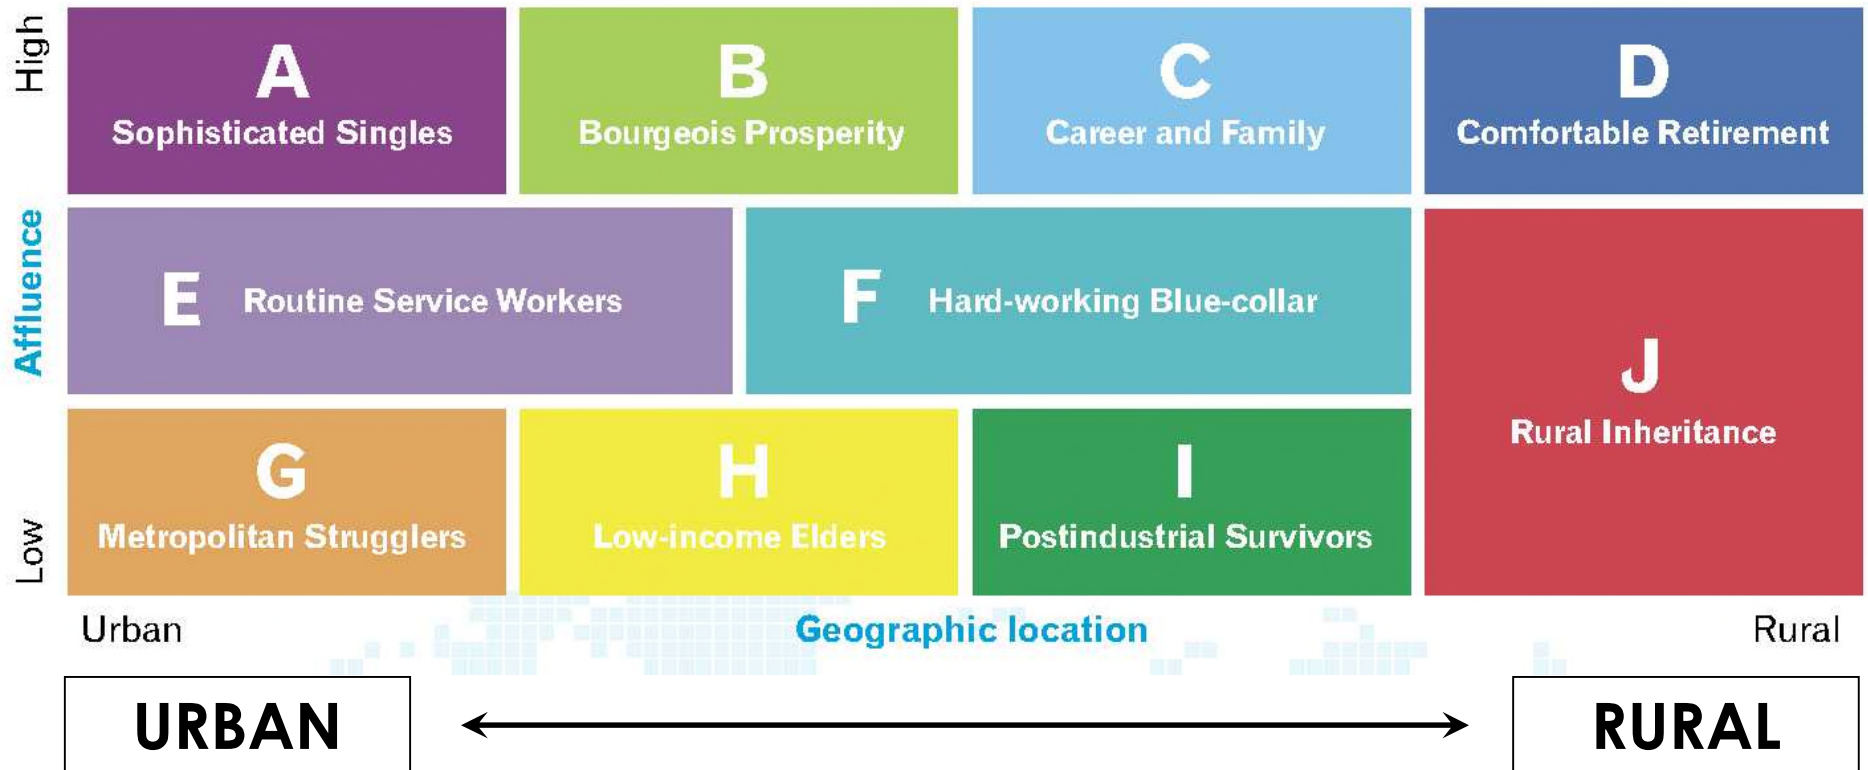 High
A
Sophisticated Singles
B
Bourgeois Prosperity
C
Career and Family
D
Comfortable Retirement
Affluence
E Routine Service Workers
F Hard-working Blue-collar
J
Rural Inheritance
Low
G
Metropolitan Strugglers
H
Low-income Elders
I
Postindustrial Survivors
Urban
Geographic location
Rural
URBAN
RURAL